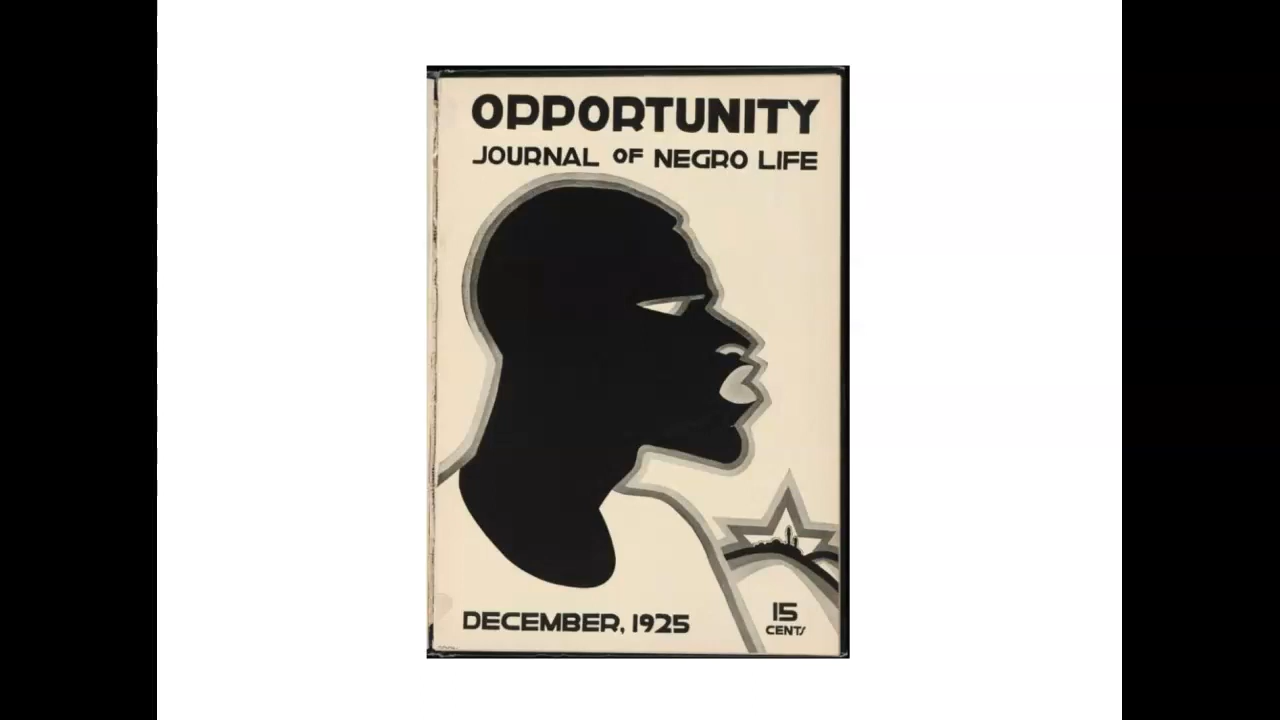 OPPORTUNITY
JOURNAL OF NEGRO LIFE
DECEMBER, 1925
15
CENTS